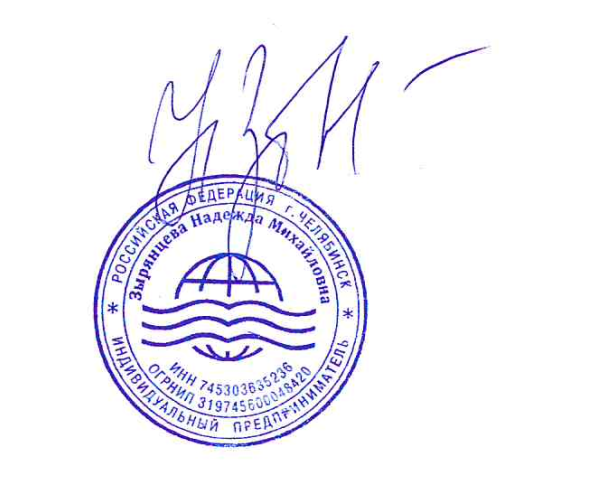 РОССИЙСКАЯ ФЕДЕРАЦИЯ г. ЧЕЛЯБИНСК
Зырянцева Надежда Михайловна
ИНН 745303635236
ОГРНИП 319745600048420
* ИНДИВИДУАЛЬНЫЙ ПРЕДПРИНИМАТЕЛЬ *